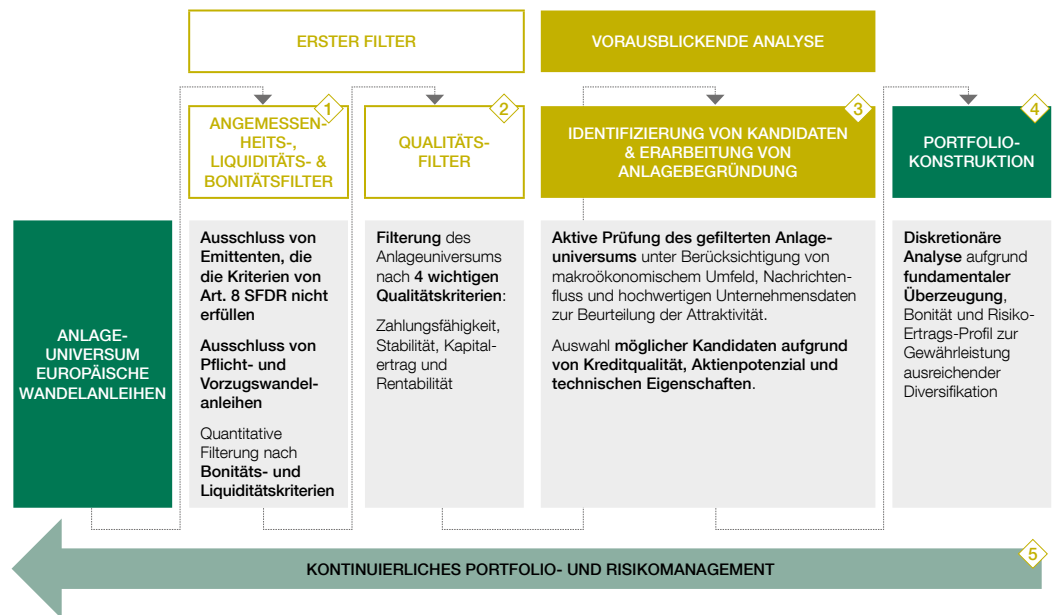 ERSTER FILTER
VORAUSBLICKENDE ANALYSE
1
ANGEMESSEN-
HEITS-,
LIQUIDITÄTS- &
BONITÄTSFILTER
2
QUALITÄTS-
FILTER
3
IDENTIFIZIERUNG VON KANDIDATEN
& ERARBEITUNG VON
ANLAGEBEGRÜNDUNG
4
PORTFOLIO-
KONSTRUKTION
ANLAGE-
UNIVERSUM
EUROPÄISCHE
WANDELANLEIHEN
Ausschluss von
Emittenten, die
die Kriterien von
Art. 8 SFDR nicht
erfüllen
Ausschluss von
Pflicht- und
Vorzugswandel-
anleihen
Quantitative
Filterung nach
Bonitäts- und
Liquiditätskriterien
Filterung des
Anlageuniversums
nach 4 wichtigen
Qualitätskriterien:
Zahlungsfähigkeit,
Stabilität, Kapital-
ertrag und
Rentabilität
Aktive Prüfung des gefilterten Anlage-
universums unter Berücksichtigung von
makroökonomischem Umfeld, Nachrichten-
fluss und hochwertigen Unternehmensdaten
zur Beurteilung der Attraktivität.
Auswahl möglicher Kandidaten aufgrund
von Kreditqualität, Aktienpotenzial und
technischen Eigenschaften.
Diskretionäre
Analyse aufgrund
fundamentaler
Überzeugung,
Bonität und Risiko-
Ertrags-Profil zur
Gewährleistung
ausreichender
Diversifikation
5
KONTINUIERLICHES PORTFOLIO- UND RISIKOMANAGEMENT